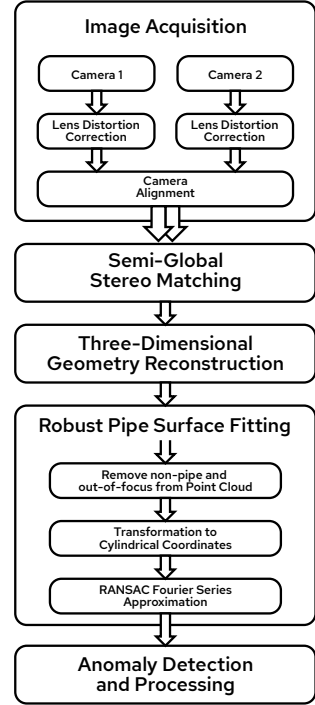 Image Acquisition
Camera 1
Camera 2
Lens Distortion
Correction
Lens Distortion
Correction
Camera
Alignment
Semi-Global
Stereo Matching
Three-Dimensional
Geometry Reconstruction
Robust Pipe Surface Fitting
Remove non-pipe and
out-of-focus from Point Cloud
Transformation to
Cylindrical Coordinates
RANSAC Fourier Series
Approximation
Anomaly Detection
and Processing